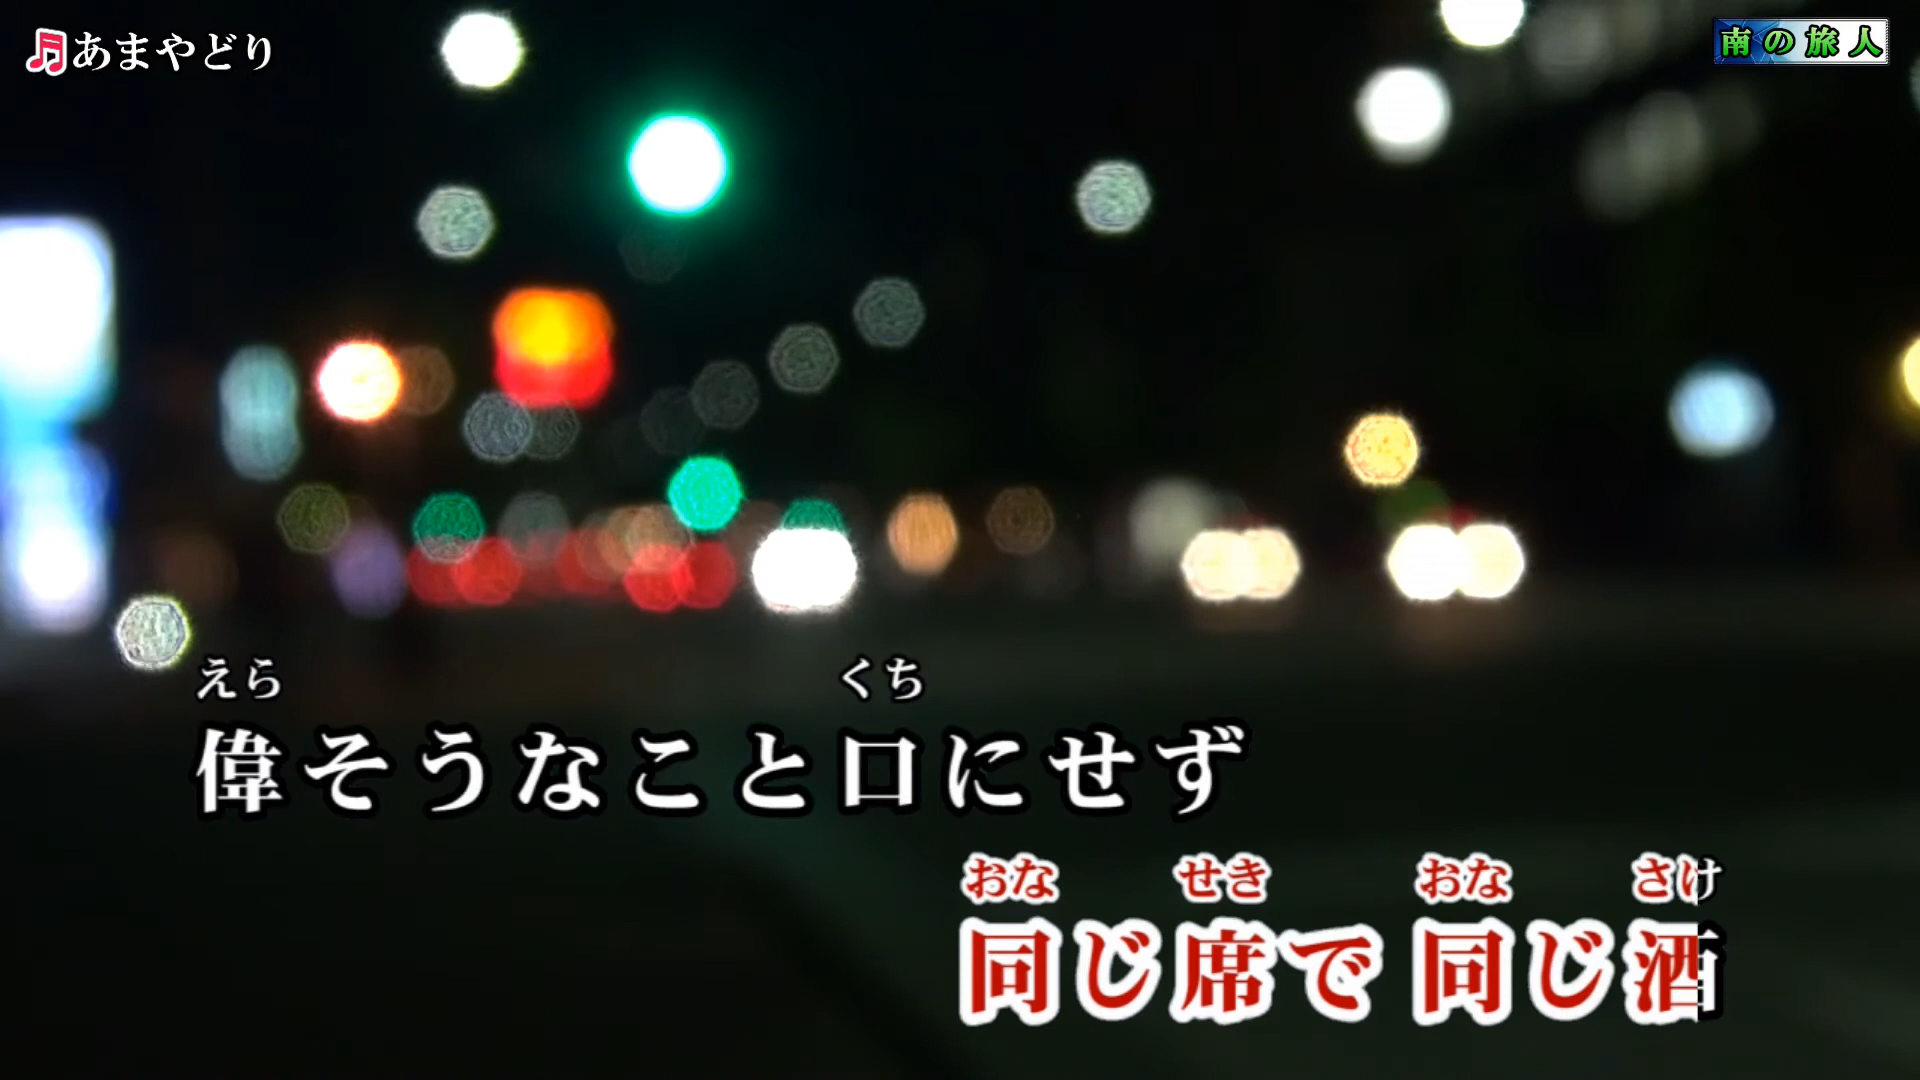 あまやどり
南の旅人
えら くち
偉そうなこと口にせず
おな せき おな さけ
同じ席で 同じ酒